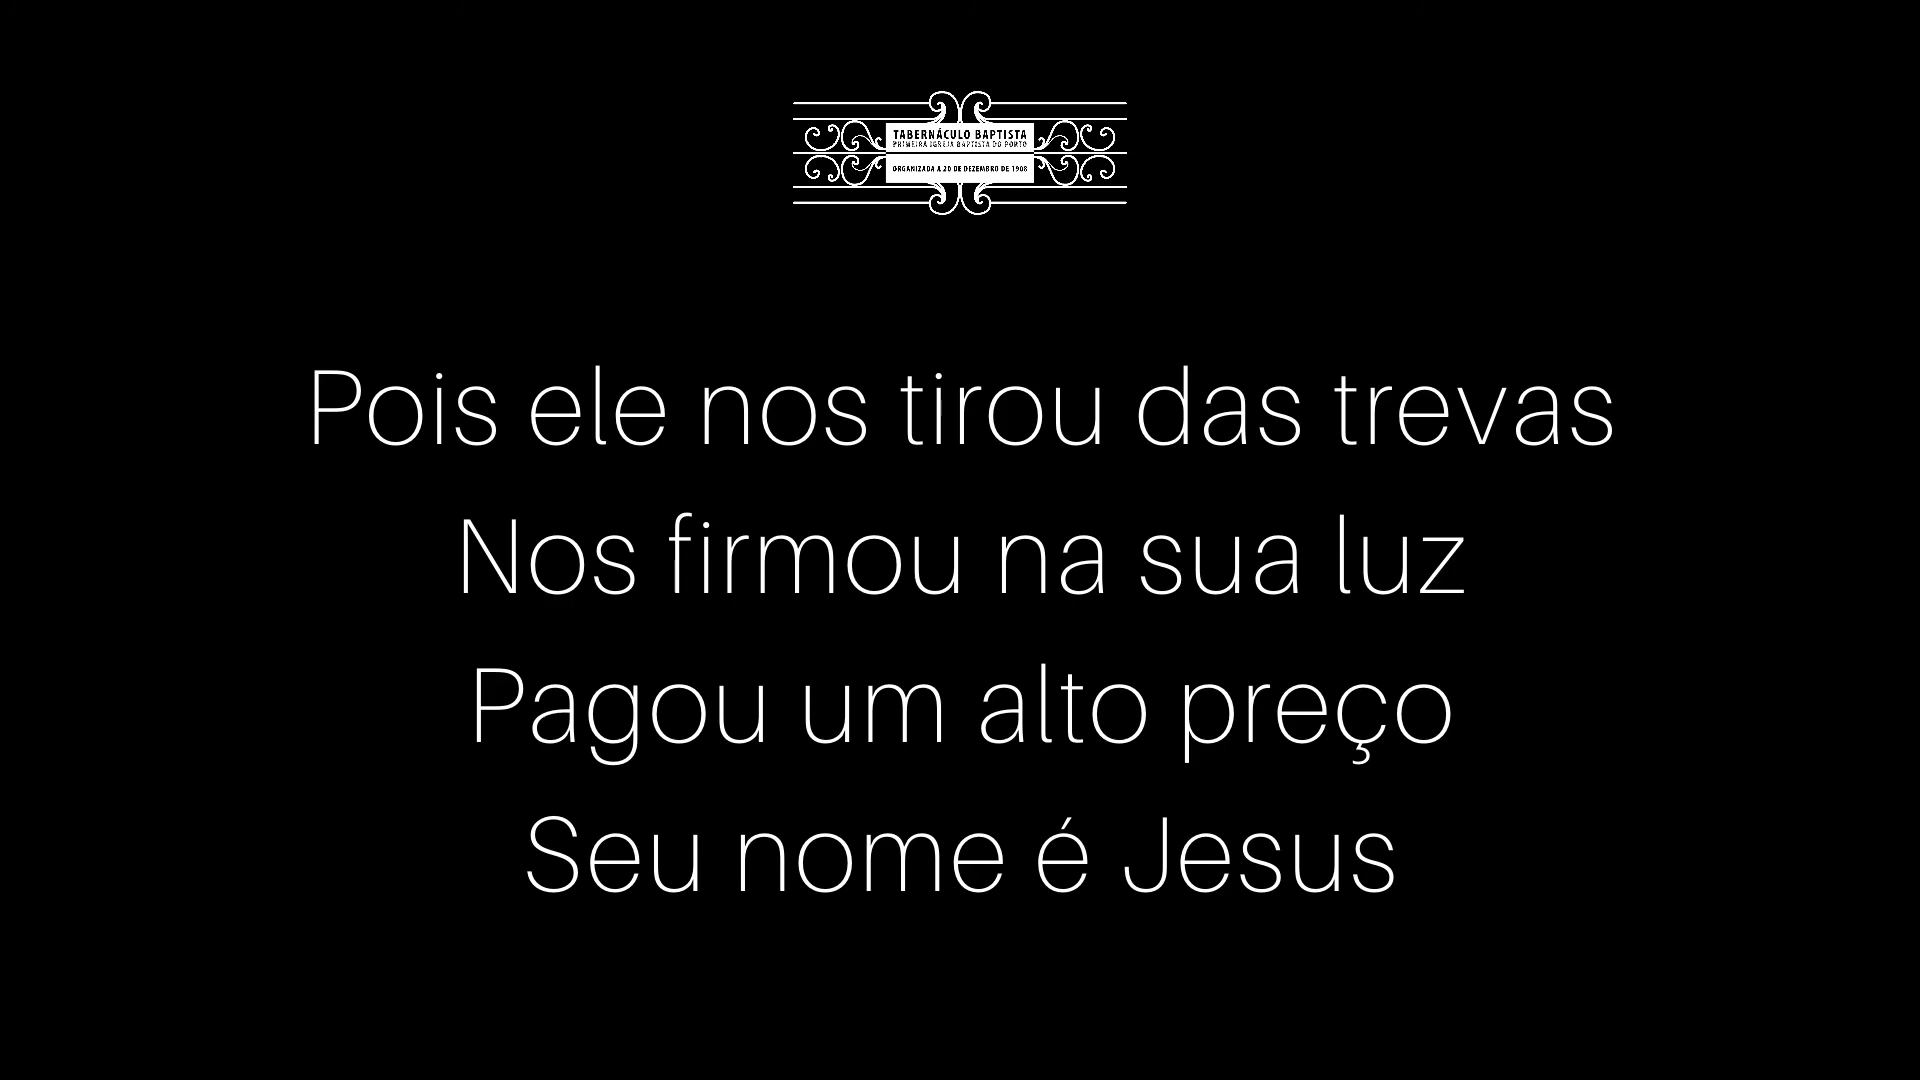 TABERNÁCULO BAPTISTA
PRIMEIRA IGREJA BAPTISTA DO PORTO
ORGANIZADA A 20 DE DEZEMBRO DE 1908
Pois ele nos tirou das trevas
Nos firmou na sua luz
Pagou um alto preço
Seu nome é Jesus